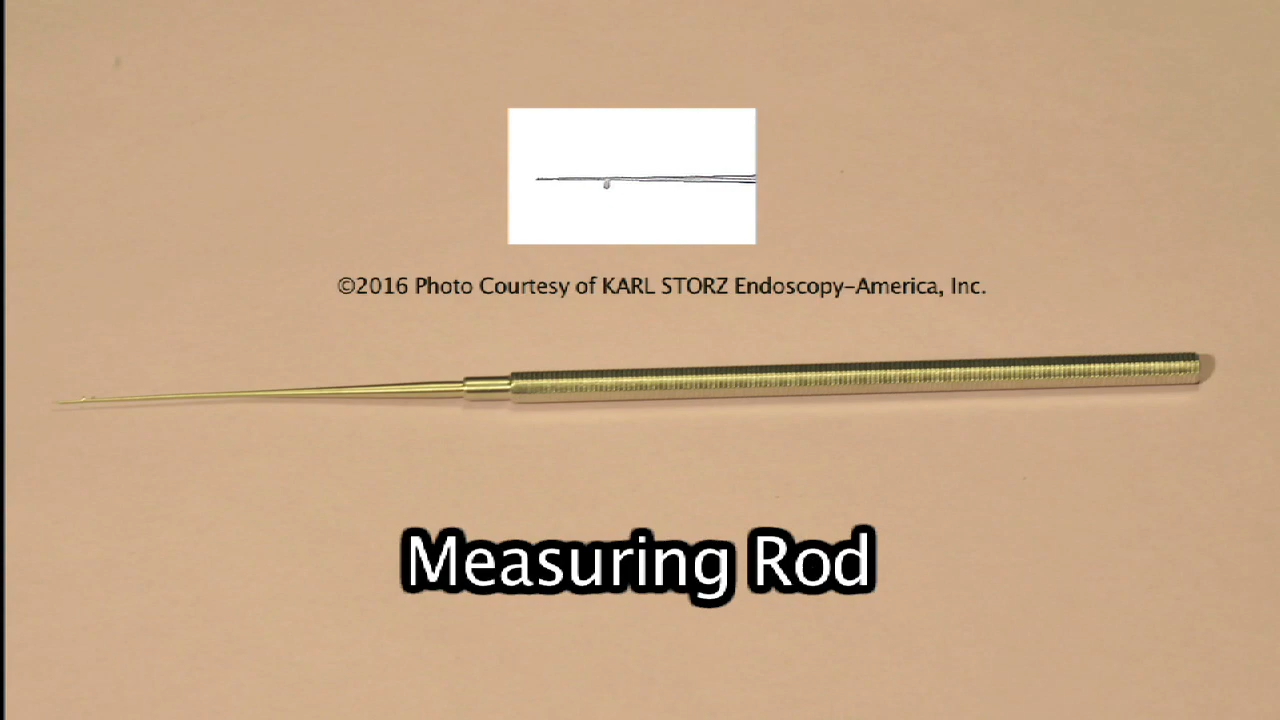 ©2016 Photo Courtesy of KARL STORZ Endoscopy-America, Inc.
Measuring Rod